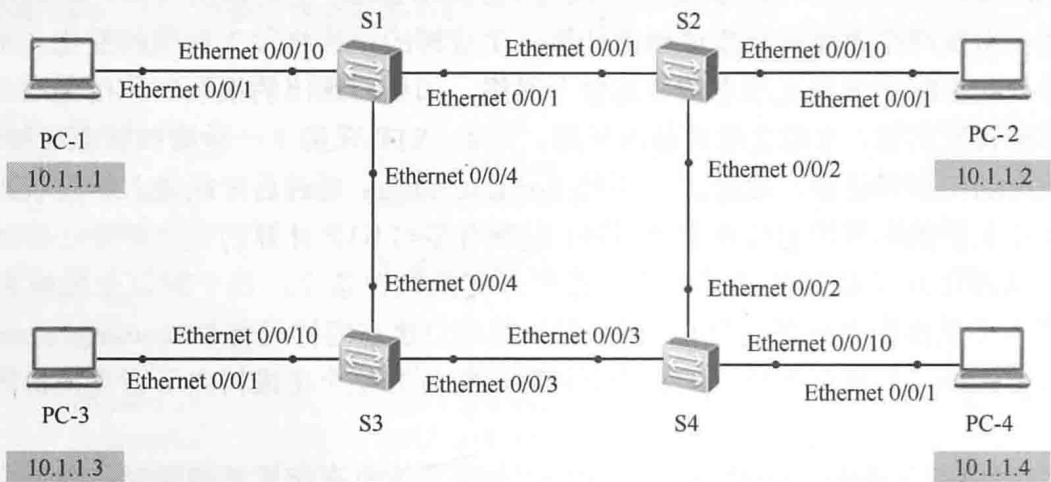 S1
S2
Ethernet 0/0/10
Ethernet 0/0/1
Ethernet 0/0/10
Ethernet 0/0/1
Ethernet 0/0/1
Ethernet 0/0/1
PC-1
PC-2
10.1.1.1
Ethernet 0/0/4
Ethernet 0/0/2
10.1.1.2
Ethernet 0/0/4
Ethernet 0/0/2
Ethernet 0/0/10
Ethernet 0/0/3
Ethernet 0/0/10
Ethernet 0/0/1
Ethernet 0/0/3
Ethernet 0/0/1
PC-3
S3
S4
PC-4
10.1.1.3
10.1.1.4